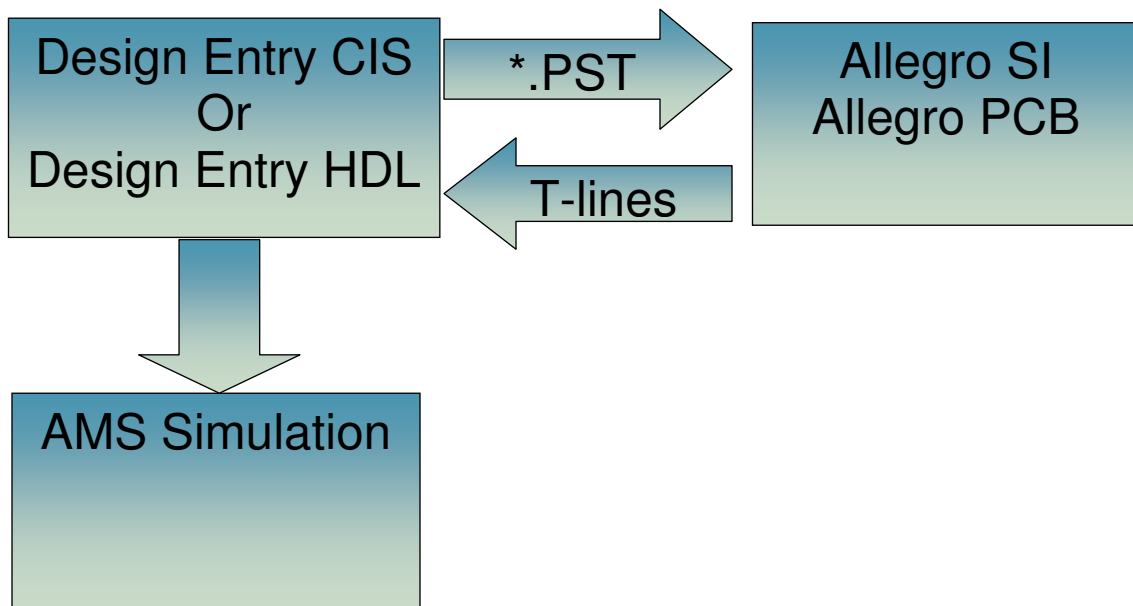 Design Entry CIS
Or
Design Entry HDL
*.PST
Allegro SI
Allegro PCB
T-lines
AMS Simulation